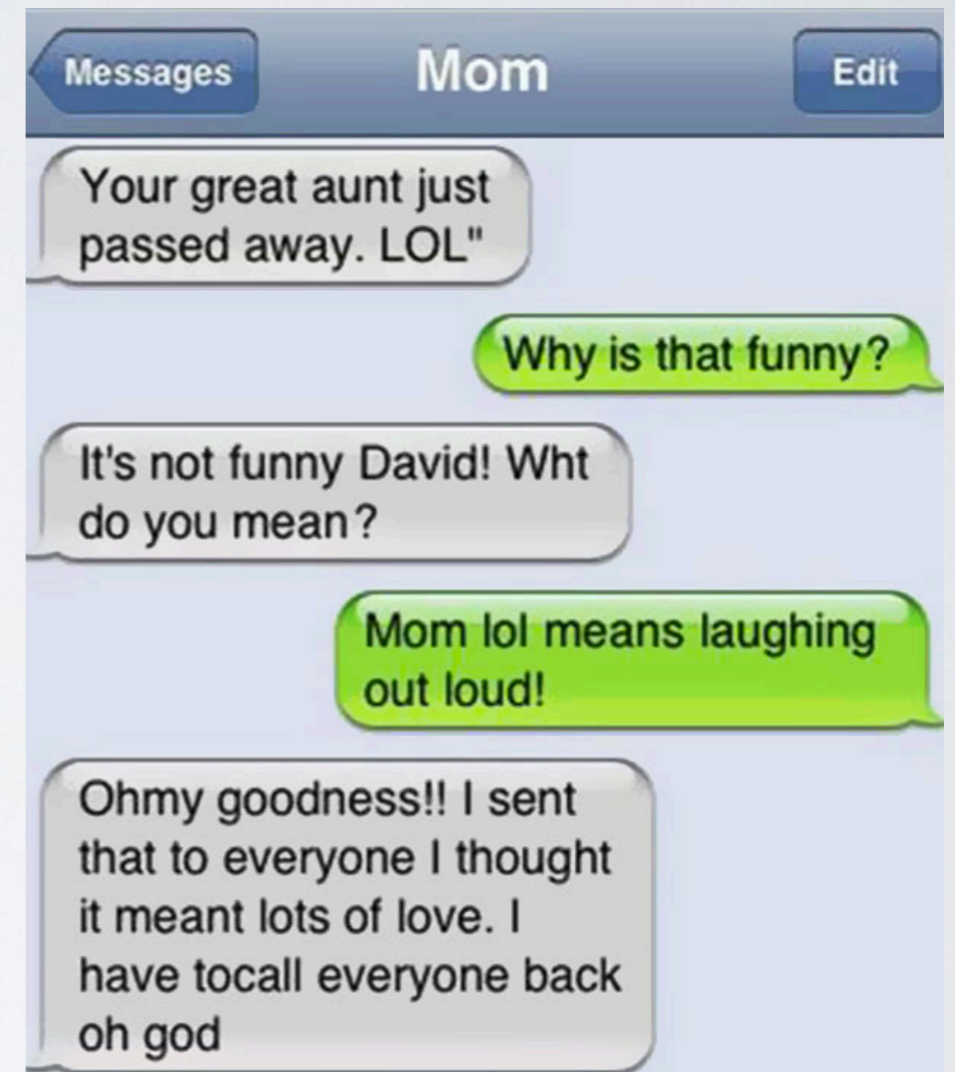 Messages
Mom
Edit
Your great aunt just
passed away. LOL"
Why is that funny?
It's not funny David! Wht
do you mean?
Mom lol means laughing
out loud!
Ohmy goodness!! I sent
that to everyone I thought
it meant lots of love. I
have tocall everyone back
oh god